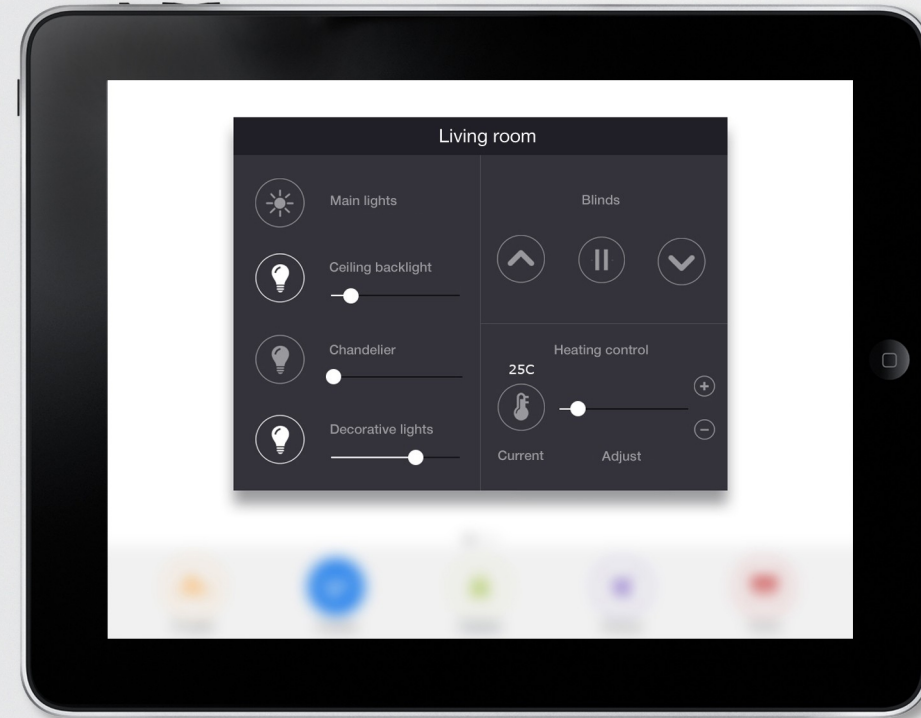 Living room
Main lights
Ceiling backlight
Chandelier
Decorative lights
Blinds
Heating control
25C
Current
Adjust